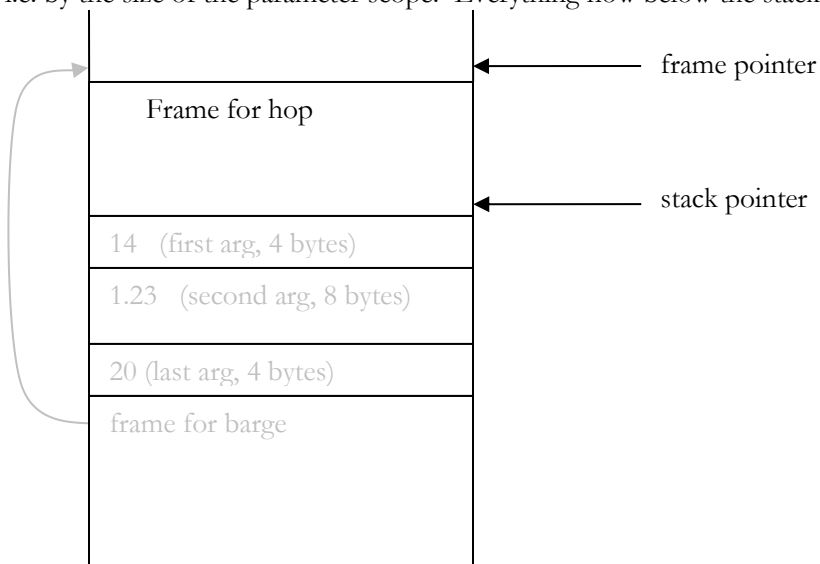 i.e. by the size of the parameter scope. Everything now below the stack
frame pointer
Frame for hop
stack pointer
14 (first arg, 4 bytes)
1.23 (second arg, 8 bytes)
20 (last arg, 4 bytes)
frame for barge